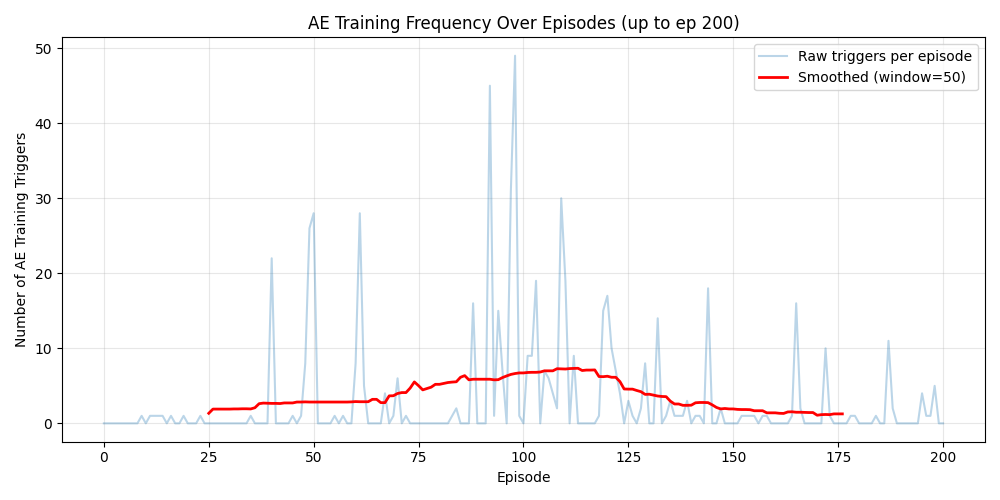 AE Training Frequency Over Episodes (up to ep 200)
Raw triggers per episode
Smoothed (window=50)
Number of AE Training Triggers
50
40
30
20
10
0
0 25 50 75 100 125 150 175 200
Episode